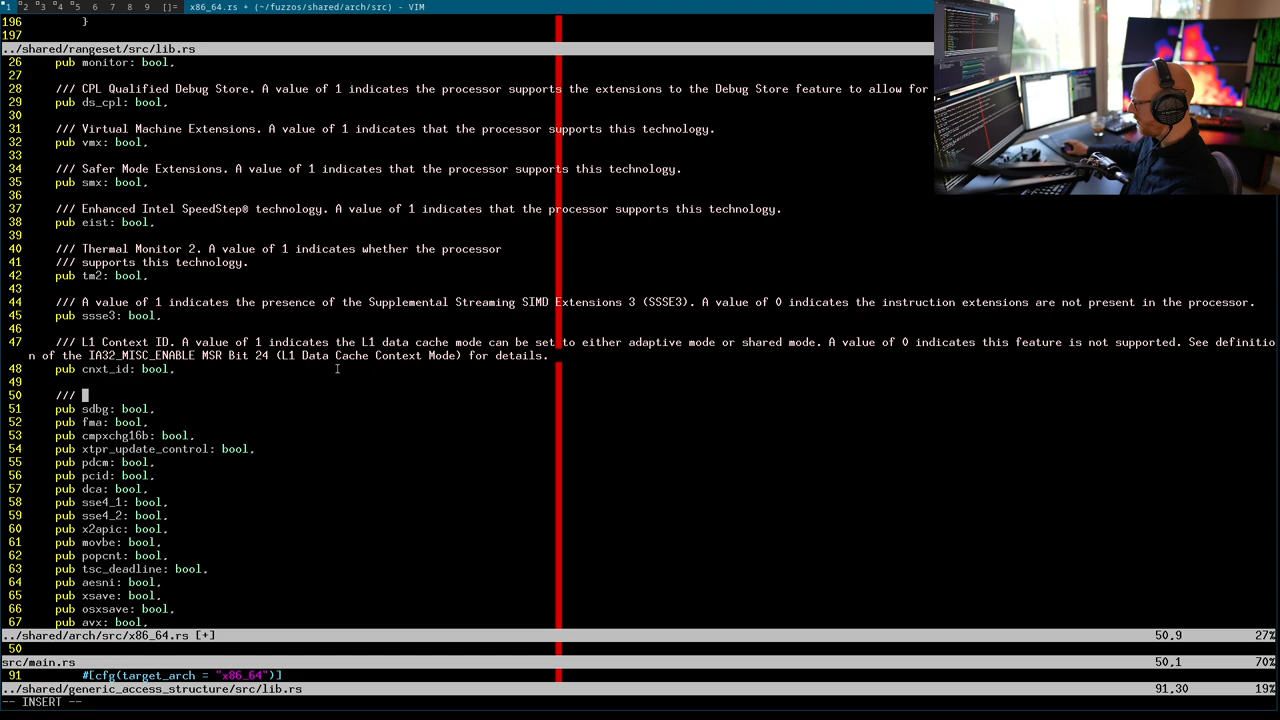 1 2 3 4 5 6 7 8 9 []= x86_64.rs + (~/fuzzos/shared/arch/src) - VIM
196 }
197
../shared/rangeset/src/lib.rs
26 pub monitor: bool,
27
28 /// CPL Qualified Debug Store. A value of 1 indicates the processor supports the extensions to the Debug Store feature to allow for
29 pub ds_cpl: bool,
30
31 /// Virtual Machine Extensions. A value of 1 indicates that the processor supports this technology.
32 pub vmx: bool,
33
34 /// Safer Mode Extensions. A value of 1 indicates that the processor supports this technology.
35 pub smx: bool,
36
37 /// Enhanced Intel SpeedStep® technology. A value of 1 indicates that the processor supports this technology.
38 pub eist: bool,
39
40 /// Thermal Monitor 2. A value of 1 indicates whether the processor
41 /// supports this technology.
42 pub tm2: bool,
43
44 /// A value of 1 indicates the presence of the Supplemental Streaming SIMD Extensions 3 (SSSE3). A value of 0 indicates the instruction extensions are not present in the processor.
45 pub ssse3: bool,
46
47 /// L1 Context ID. A value of 1 indicates the L1 data cache mode can be set to either adaptive mode or shared mode. A value of 0 indicates this feature is not supported. See definitio
n of the IA32_MISC_ENABLE MSR Bit 24 (L1 Data Cache Context Mode) for details.
48 pub cnxt_id: bool,
49
50 ///
51 pub sdbg: bool,
52 pub fma: bool,
53 pub cmpxchg16b: bool,
54 pub xtpr_update_control: bool,
55 pub pdcm: bool,
56 pub pcid: bool,
57 pub dca: bool,
58 pub sse4_1: bool,
59 pub sse4_2: bool,
60 pub x2apic: bool,
61 pub movbe: bool,
62 pub popcnt: bool,
63 pub tsc_deadline: bool,
64 pub aesni: bool,
65 pub xsave: bool,
66 pub osxsave: bool,
67 pub avx: bool,
../shared/arch/src/x86_64.rs [+] 50,9 27%
50
src/main.rs 50,1 70%
91 #[cfg(target_arch = "x86_64")]
../shared/generic_access_structure/src/lib.rs 91,30 19%
-- INSERT --